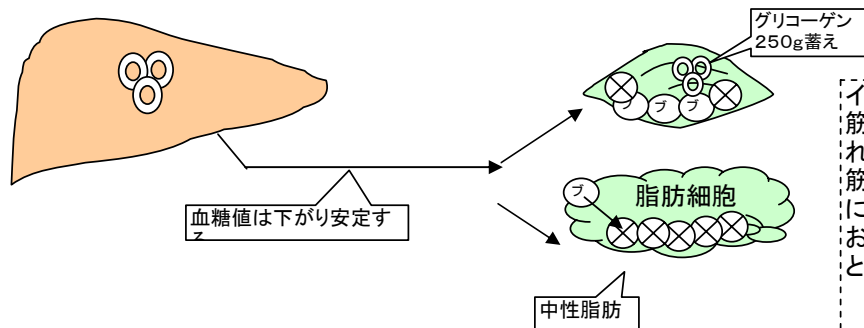 グリコーゲン
250g蓄え
ブ
ブ
ブ
ブ
脂肪細胞
血糖値は下がり安定す
中性脂肪
イ
筋
れ
筋
に
お
と